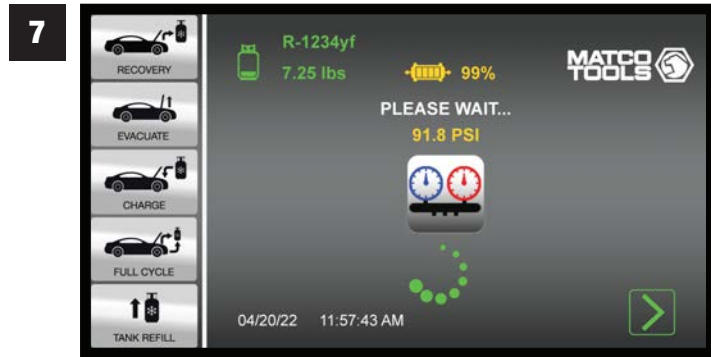 7
RECOVERY
EVACUATE
CHARGE
FULL CYCLE
TANK REFILL
R-1234yf
7.25 lbs
99%
MATCO
TOOLS
PLEASE WAIT...
91.8 PSI
04/20/22 11:57:43 AM